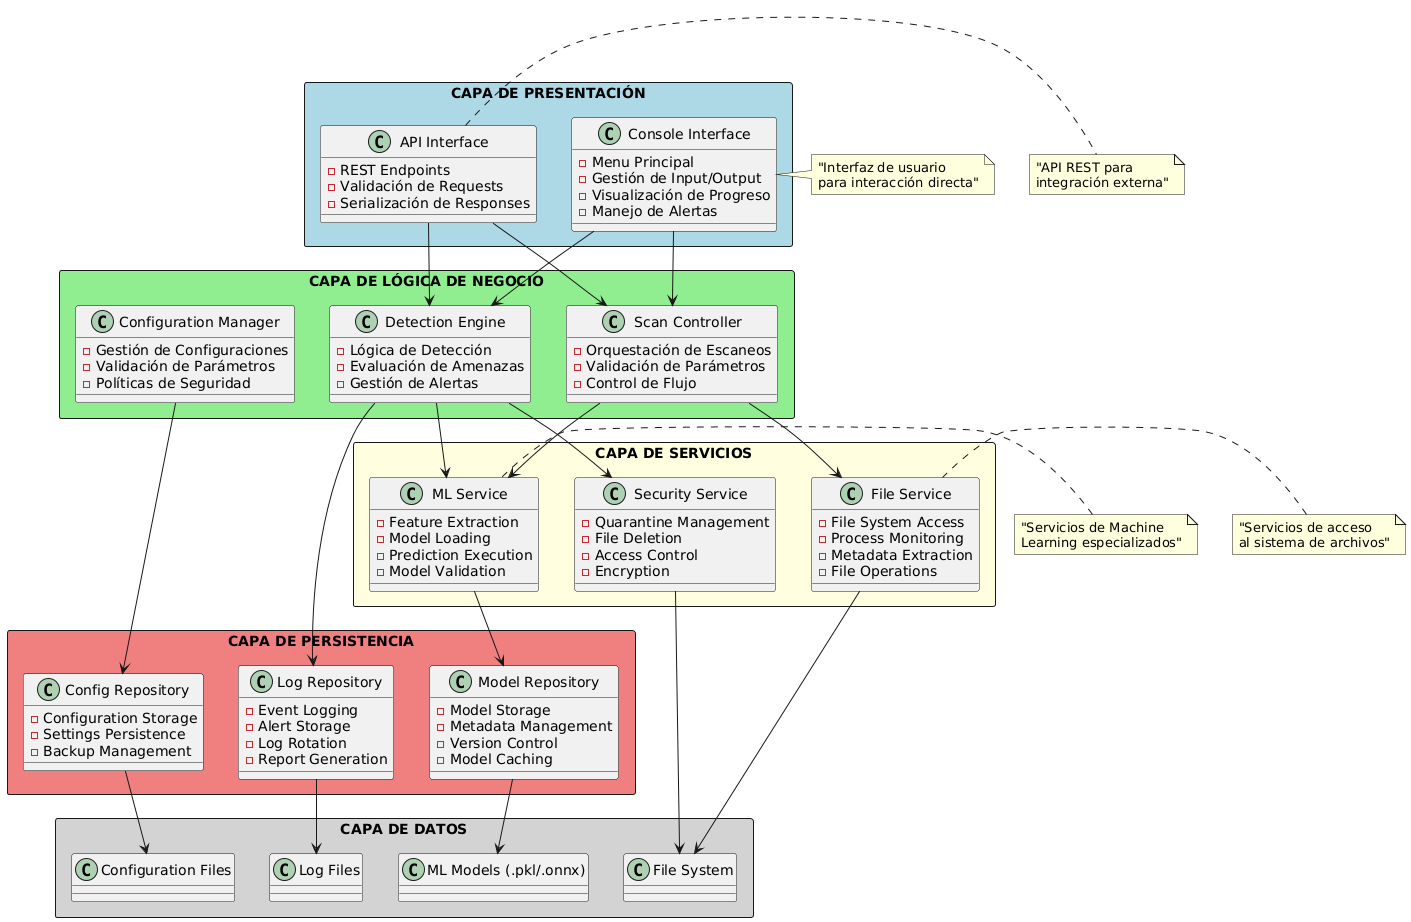 CAPA DE PRESENTACIÓN
C API Interface
REST Endpoints
Validación de Requests
Serialización de Responses
C Console Interface
Menu Principal
Gestión de Input/Output
Visualización de Progreso
Manejo de Alertas
"Interfaz de usuario
para interacción directa"
"API REST para
integración externa"
CAPA DE LÓGICA DE NEGOCIO
C Configuration Manager
Gestión de Configuraciones
Validación de Parámetros
Políticas de Seguridad
C Detection Engine
Lógica de Detección
Evaluación de Amenazas
Gestión de Alertas
C Scan Controller
Orquestación de Escaneos
Validación de Parámetros
Control de Flujo
CAPA DE SERVICIOS
C ML Service
Feature Extraction
Model Loading
Prediction Execution
Model Validation
C Security Service
Quarantine Management
File Deletion
Access Control
Encryption
C File Service
File System Access
Process Monitoring
Metadata Extraction
File Operations
"Servicios de Machine
Learning especializados"
"Servicios de acceso
al sistema de archivos"
CAPA DE PERSISTENCIA
C Config Repository
Configuration Storage
Settings Persistence
Backup Management
C Log Repository
Event Logging
Alert Storage
Log Rotation
Report Generation
C Model Repository
Model Storage
Metadata Management
Version Control
Model Caching
CAPA DE DATOS
C Configuration Files
C Log Files
C ML Models (.pkl/.onnx)
C File System